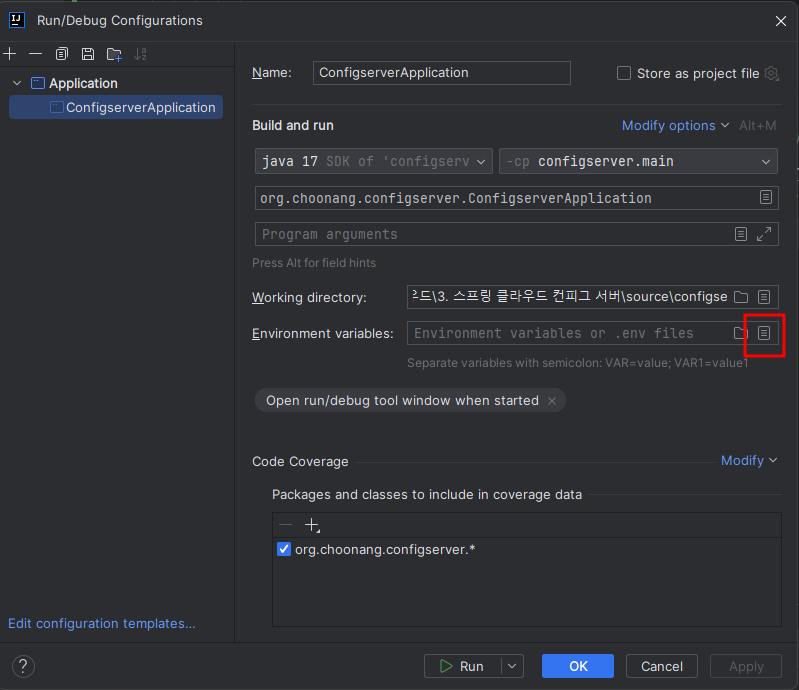 IJ Run/Debug Configurations
Application
ConfigserverApplication
Edit configuration templates...
Name: ConfigserverApplication Store as project file
Build and run Modify options Alt+M
java 17 SDK of 'configserv -cp configserver.main
org.choonang.configserver.ConfigserverApplication
Program arguments
Press Alt for field hints
Working directory: 우드\3. 스프링 클라우드 컨피그 서버\source\configse
Environment variables: Environment variables or .env files
Separate variables with semicolon: VAR=value; VAR1=value1
Open run/debug tool window when started
Code Coverage Modify
Packages and classes to include in coverage data
org.choonang.configserver.*
? Run OK Cancel Apply